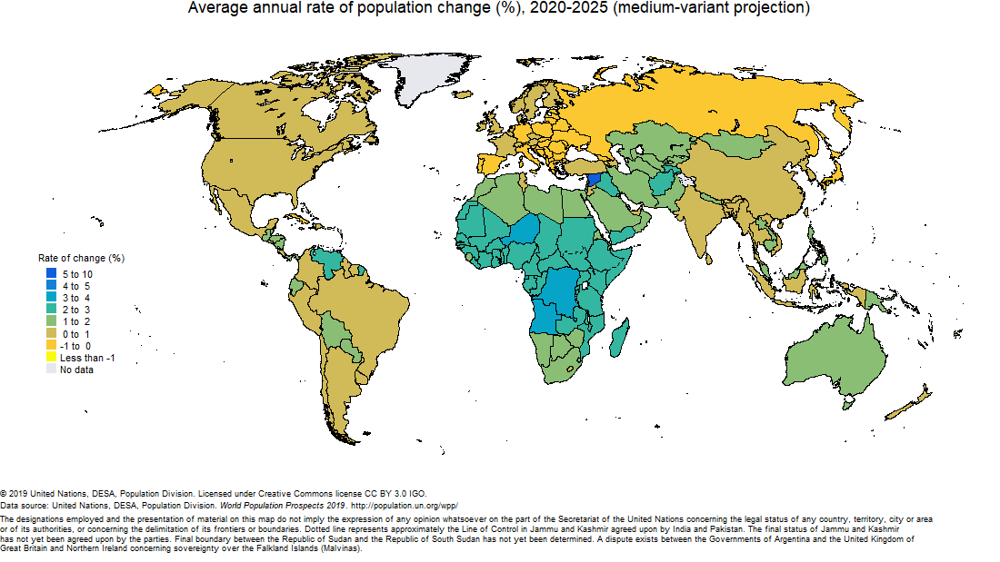 Average annual rate of population change (%), 2020-2025 (medium-variant projection)
Rate of change (%)
5 to 10
4 to 5
3 to 4
2 to 3
1 to 2
0 to 1
-1 to 0
Less than -1
No data
© 2019 United Nations, DESA, Population Division. Licensed under Creative Commons license CC BY 3.0 IGO.
Data source: United Nations, DESA, Population Division. World Population Prospects 2019. http://population.un.org/wpp/
The designations employed and the presentation of material on this map do not imply the expression of any opinion whatsoever on the part of the Secretariat of the United Nations concerning the legal status of any country, territory, city or area
or of its authorities, or concerning the delimitation of its frontiers or boundaries. Dotted line represents approximately the Line of Control in Jammu and Kashmir agreed upon by India and Pakistan. The final status of Jammu and Kashmir
has not yet been agreed upon by the parties. Final boundary between the Republic of Sudan and the Republic of South Sudan has not yet been determined. A dispute exists between the Governments of Argentina and the United Kingdom of
Great Britain and Northern Ireland concerning sovereignty over the Falkland Islands (Malvinas).